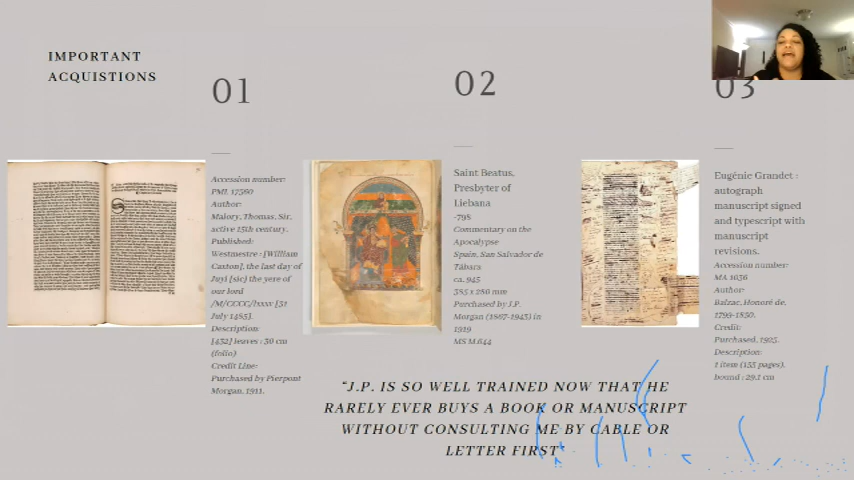 IMPORTANT
ACQUISTIONS
01
Accession number:
PML 17560
Author:
Malory, Thomas, Sir,
active 15th century.
Published:
Westmestre : [William
Caxton], the last day of
Juyl [sic] the yere of
our lord
/M/CCCC/lxxxv [31
July 1485].
Description:
[432] leaves : 30 cm
(folio)
Credit Line:
Purchased by Pierpont
Morgan, 1911.
02
Saint Beatus,
Presbyter of
Liebana
-798
Commentary on the
Apocalypse
Spain, San Salvador de
Tábara
ca. 945
385 x 280 mm
Purchased by J.P.
Morgan (1867-1943) in
1919
MS M.644
03
Eugénie Grandet :
autograph
manuscript signed
and typescript with
manuscript
revisions.
Accession number:
MA 1036
Author:
Balzac, Honoré de,
1799-1850.
Credit:
Purchased, 1925.
Description:
1 item (155 pages),
bound ; 29.1 cm
"J.P. IS SO WELL TRAINED NOW THAT HE
RARELY EVER BUYS A BOOK OR MANUSCRIPT
WITHOUT CONSULTING ME BY CABLE OR
LETTER FIRST"